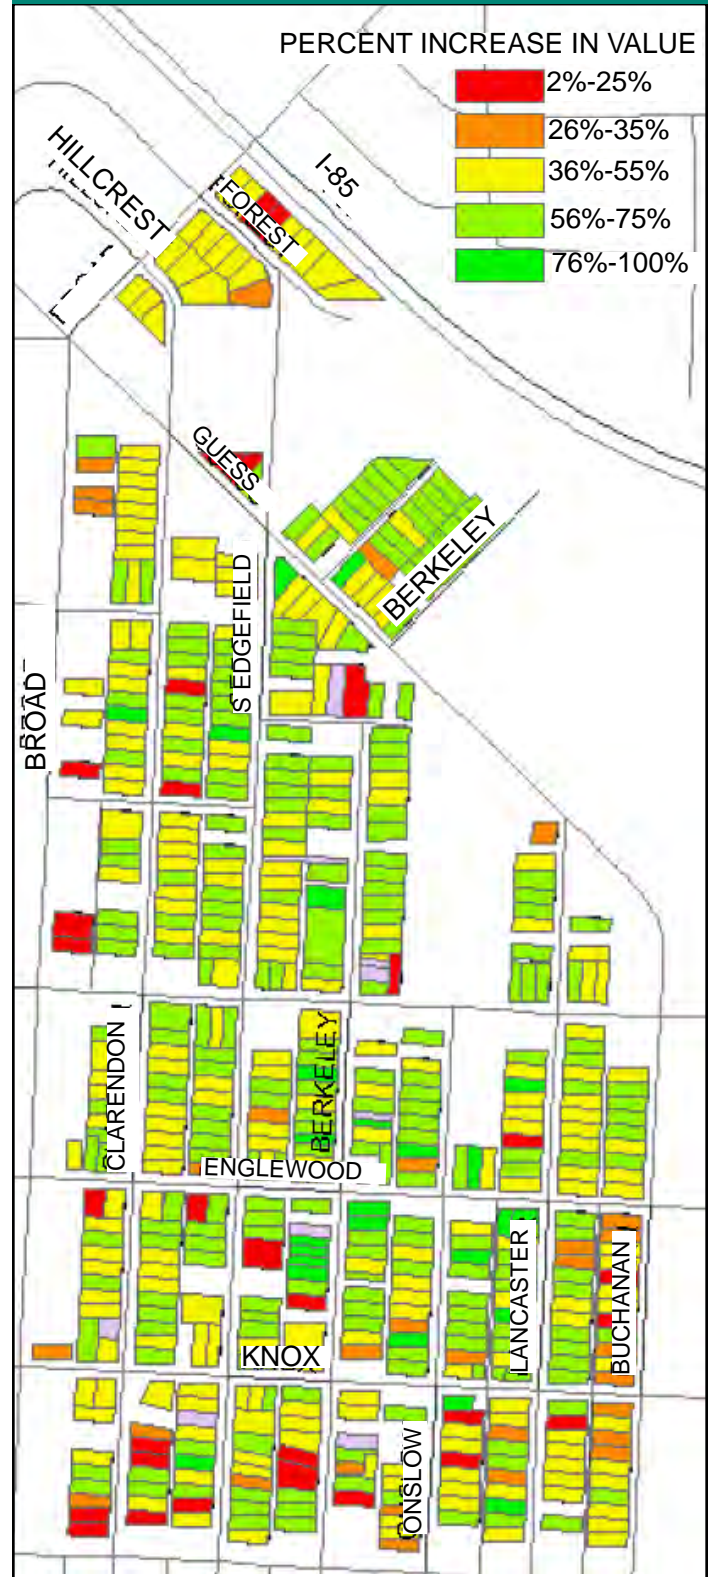 PERCENT INCREASE IN VALUE
2%-25%
26%-35%
36%-55%
56%-75%
76%-100%
HILLCREST
I-85
FOREST
GUESS
BERKELEY
S EDGEFIELD
BROAD
CLARENDON
BERKELEY
ENGLEWOOD
LANCASTER
BUCHANAN
KNOX
ONSLOW